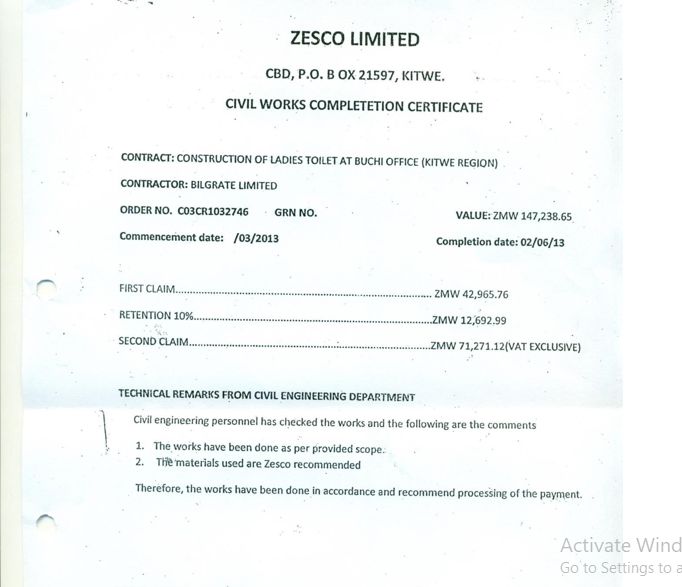 ZESCO LIMITED
CBD, P.O. B OX 21597, KITWE.
CIVIL WORKS COMPLETETION CERTIFICATE
CONTRACT: CONSTRUCTION OF LADIES TOILET AT BUCHI OFFICE (KITWE REGION)
CONTRACTOR: BILGRATE LIMITED
ORDER NO. C03CR1032746 GRN NO. VALUE: ZMW 147,238.65
Commencement date: /03/2013 Completion date: 02/06/13
FIRST CLAIM................................................................................ ZMW 42,965.76
RETENTION 10%...........................................................................ZMW 12,692.99
SECOND CLAIM............................................................................ZMW 71,271.12(VAT EXCLUSIVE)
TECHNICAL REMARKS FROM CIVIL ENGINEERING DEPARTMENT
Civil engineering personnel has checked the works and the following are the comments
1. The works have been done as per provided scope.
2. The materials used are Zesco recommended
Therefore, the works have been done in accordance and recommend processing of the payment.
Activate Wind
Go to Settings to a